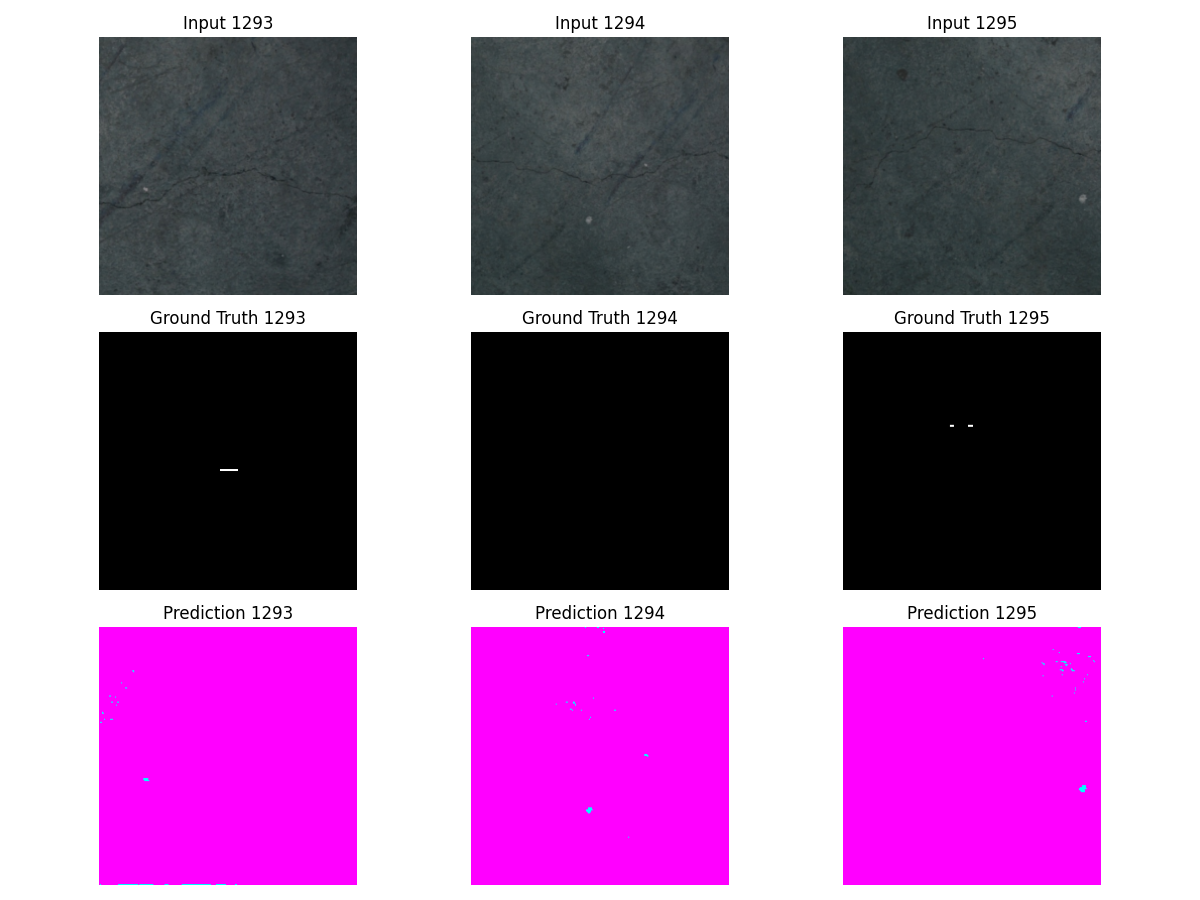 Input 1293
Input 1294
Input 1295
Ground Truth 1293
Ground Truth 1294
Ground Truth 1295
Prediction 1293
Prediction 1294
Prediction 1295